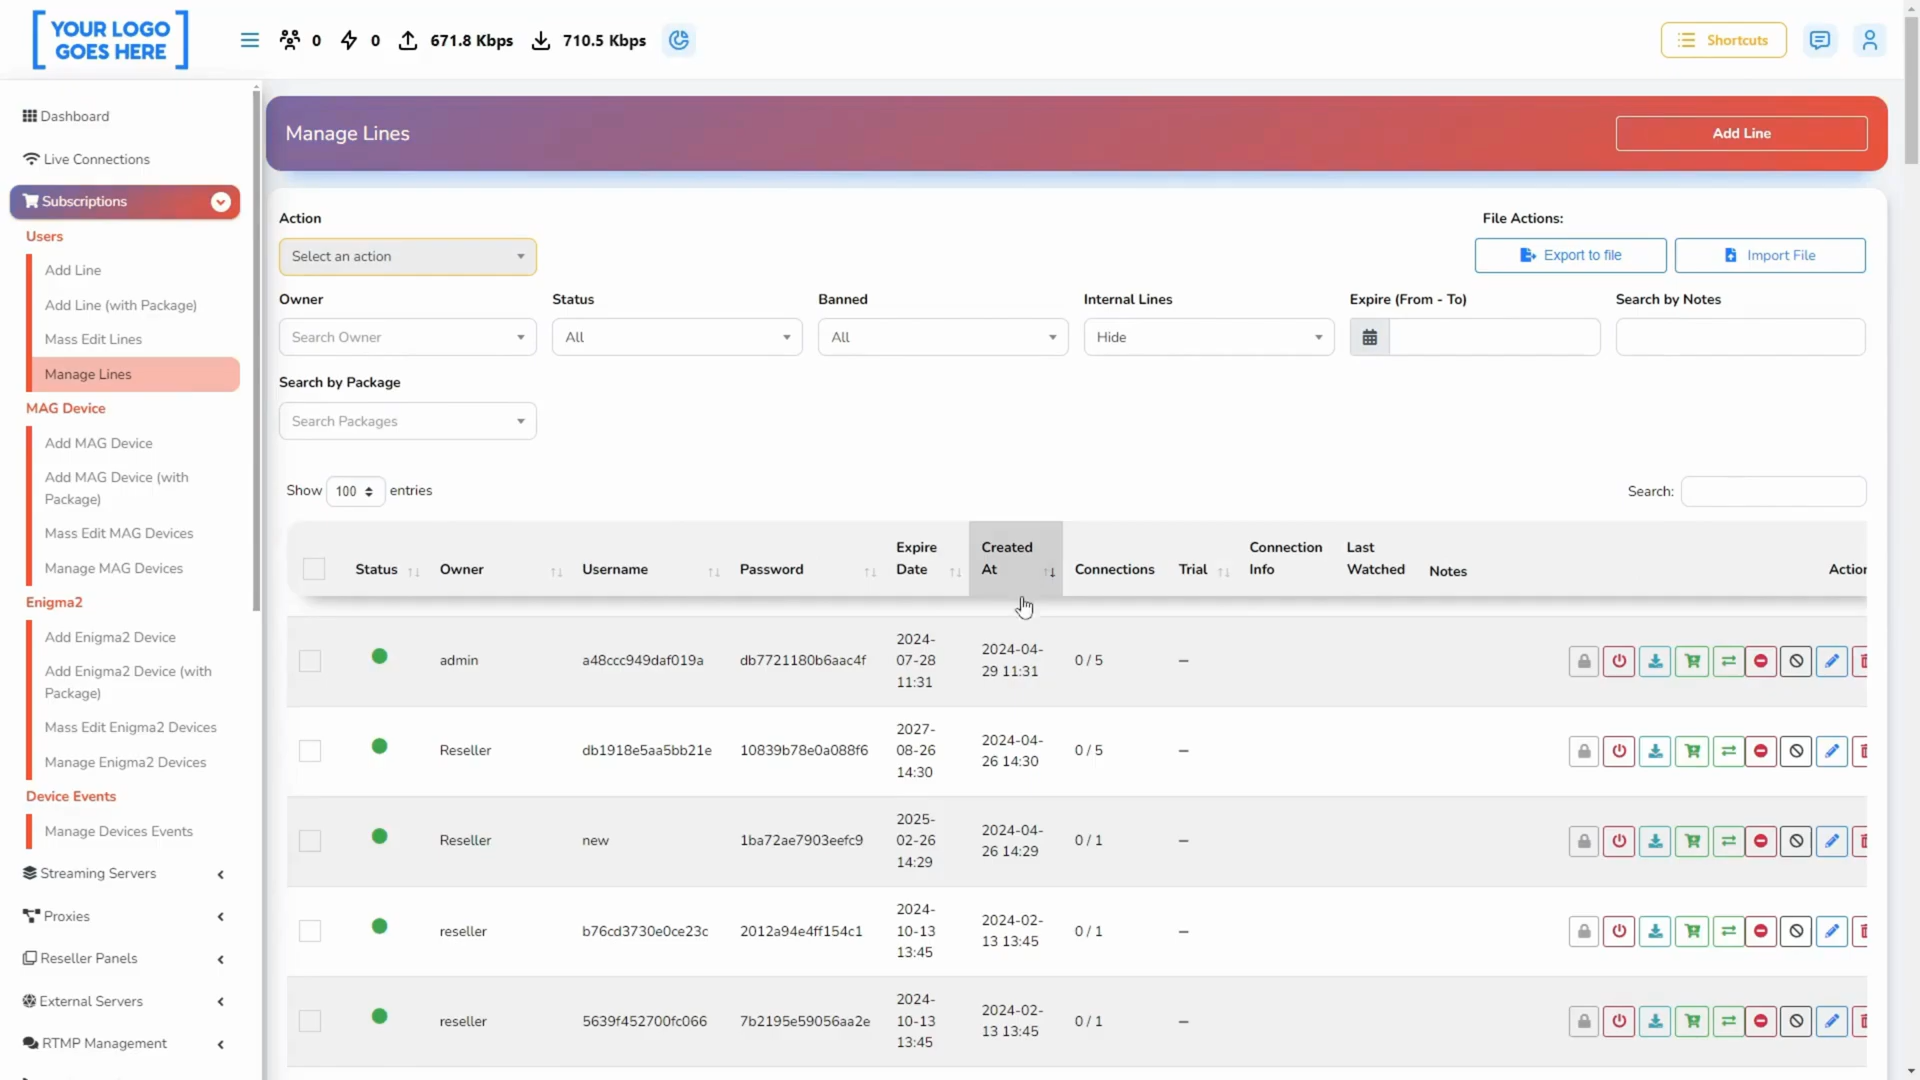 YOUR LOGO
GOES HERE
0
0
671.8 Kbps
710.5 Kbps
Shortcuts
Dashboard
Live Connections
Subscriptions
Users
Add Line
Add Line (with Package)
Mass Edit Lines
Manage Lines
MAG Device
Add MAG Device
Add MAG Device (with
Package)
Mass Edit MAG Devices
Manage MAG Devices
Enigma2
Add Enigma2 Device
Add Enigma2 Device (with
Package)
Mass Edit Enigma2 Devices
Manage Enigma2 Devices
Device Events
Manage Devices Events
Streaming Servers
Proxies
Reseller Panels
External Servers
RTMP Management
Manage Lines
Add Line
Action
Select an action
File Actions:
Export to file
Import File
Owner
Search Owner
Status
All
Banned
All
Internal Lines
Hide
Expire (From - To)
Search by Notes
Search by Package
Search Packages
Show 100 entries
Search:
Status Owner Username Password Expire Date Created At Connections Trial Connection Info Last Watched Notes Action
admin a48ccc949daf019a db7721180b6aac4f 2024-07-28 11:31 2024-04-29 11:31 0 / 5 –
Reseller db1918e5aa5bb21e 10839b78e0a088f6 2027-08-26 14:30 2024-04-26 14:30 0 / 5 –
Reseller new 1ba72ae7903eefc9 2025-02-26 14:29 2024-04-26 14:29 0 / 1 –
reseller b76cd3730e0ce23c 2012a94e4ff154c1 2024-10-13 13:45 2024-02-13 13:45 0 / 1 –
reseller 5639f452700fc066 7b2195e59056aa2e 2024-10-13 13:45 2024-02-13 13:45 0 / 1 –